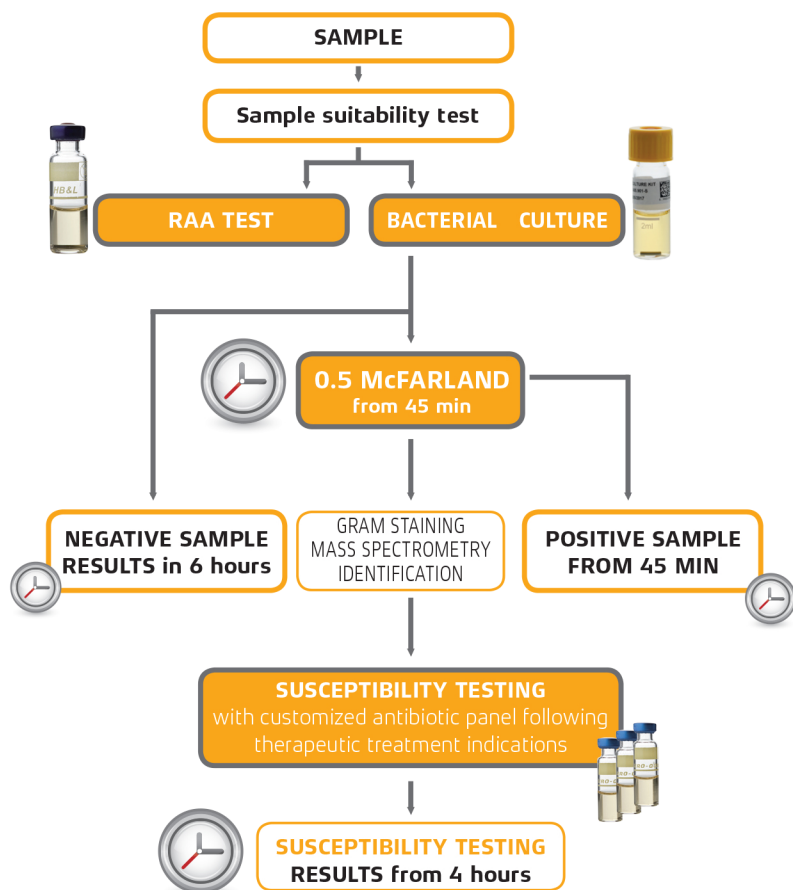 SAMPLE
Sample suitability test
HB&L
RAA TEST
BACTERIAL CULTURE
2ml
0.5 McFARLAND
from 45 min
NEGATIVE SAMPLE
RESULTS in 6 hours
GRAM STAINING
MASS SPECTROMETRY
IDENTIFICATION
POSITIVE SAMPLE
FROM 45 MIN
SUSCEPTIBILITY TESTING
with customized antibiotic panel following
therapeutic treatment indications
SUSCEPTIBILITY TESTING
RESULTS from 4 hours